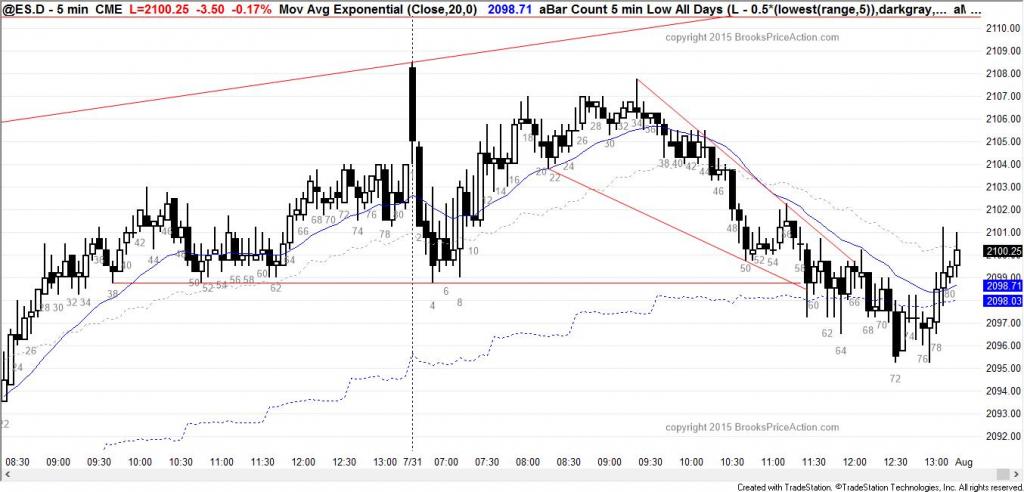 @ES.D - 5 min CME L=2100.25 -3.50 -0.17% Mov Avg Exponential (Close,20,0) 2098.71 aBar Count 5 min Low All Days (L - 0.5*(lowest(range,5)),darkgray,... aM ...
copyright 2015 BrooksPriceAction.com
2110.00
2109.00
2108.00
2107.00
2106.00
2105.00
2104.00
2103.00
2102.00
2101.00
2100.25
2099.00
2098.71
2098.03
2097.00
2096.00
2095.00
2094.00
2093.00
2092.00
22 24 26 28 30 32 34 36 38 40 42 44 46 48 50 52 54 56 58 60 62 64 66 68 70 72 74 76 78 80
2 4 6 8 10 12 14 16 18 20 22 24 26 28 30 32 34 36 38 40 42 44 46 48 50 52 54 56 58 60 62 64 66 68 70 72 74 76 78 80
copyright 2015 BrooksPriceAction.com
08:30 09:00 09:30 10:00 10:30 11:00 11:30 12:00 12:30 13:00 7/31 7:30 08:00 08:30 09:00 09:30 10:00 10:30 11:00 11:30 12:00 12:30 13:00 Aug
Created with TradeStation. ©TradeStation Technologies, Inc. All rights reserved.